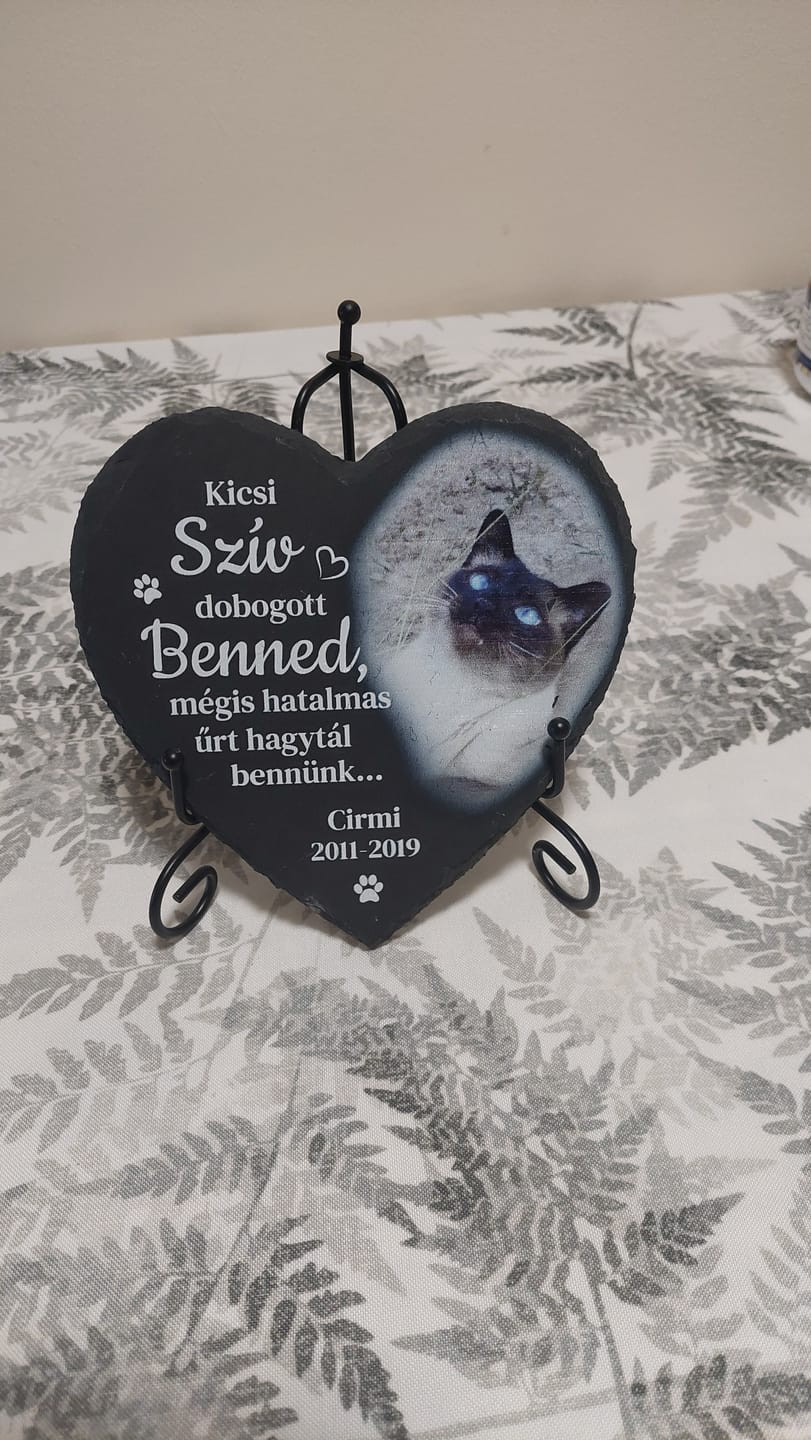 Kicsi
Szív
dobogott
Benned,
mégis hatalmas
űrt hagytál
bennünk...
Cirmi
2011-2019